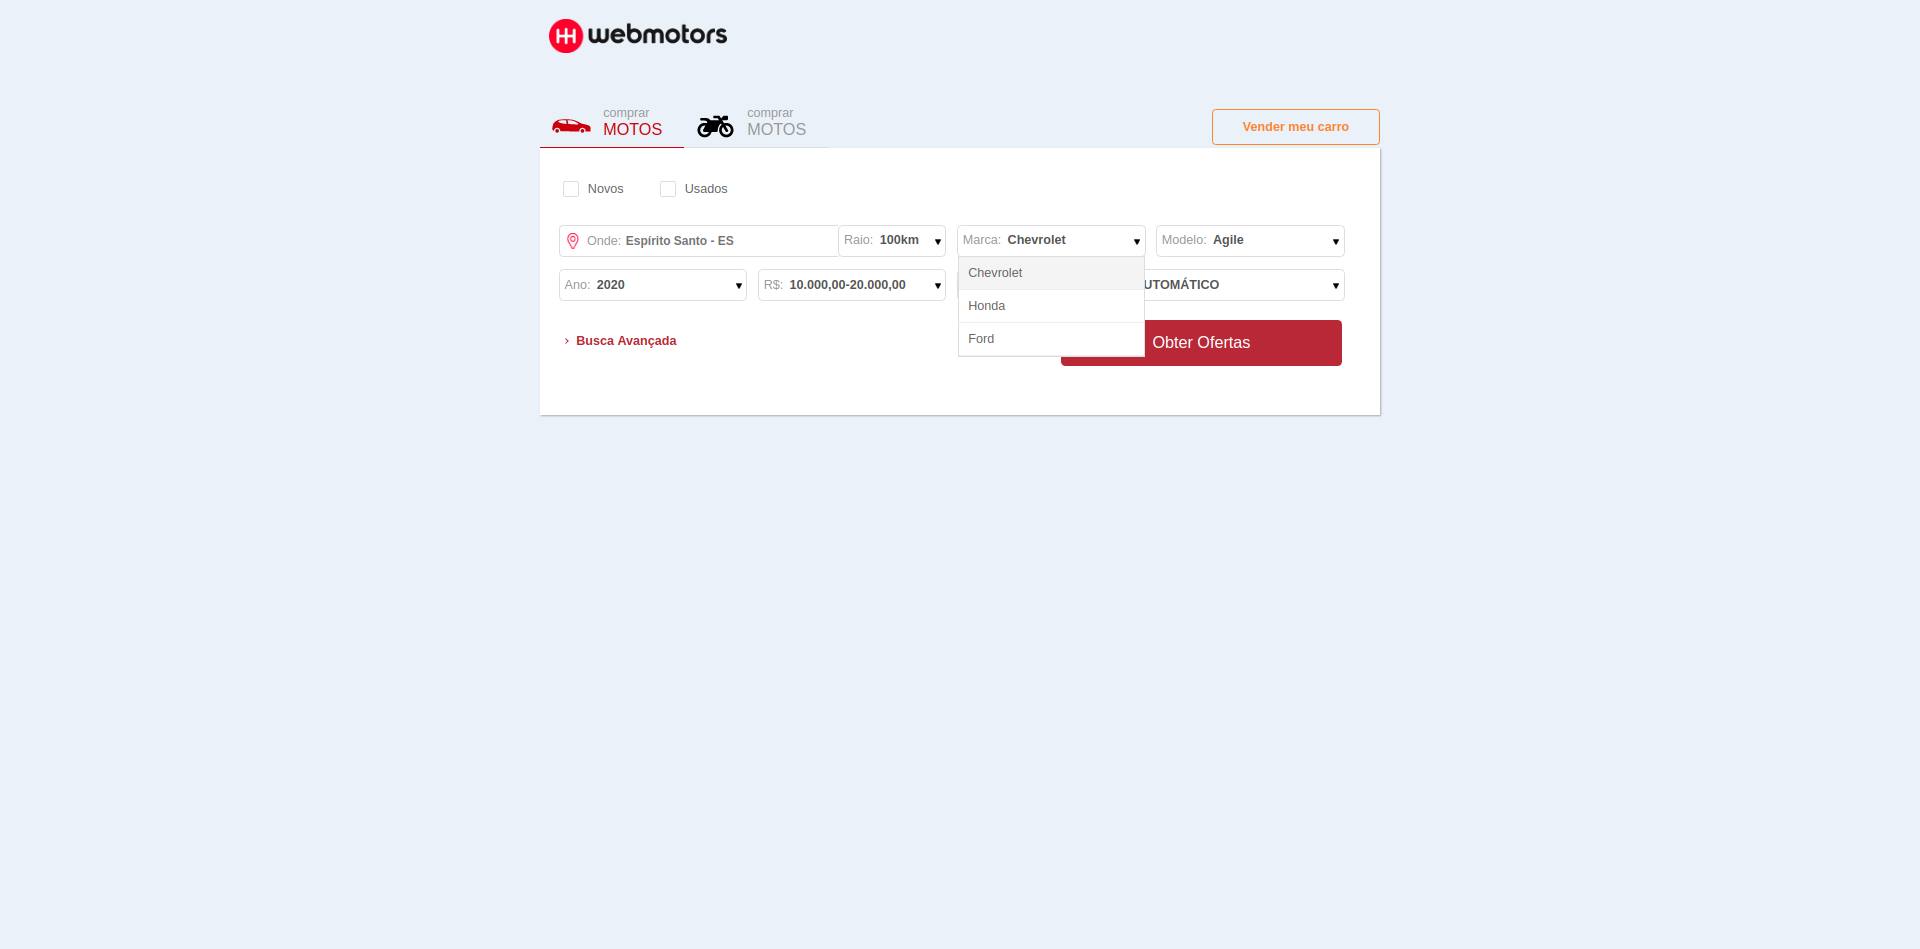 webmotors
comprar
MOTOS
comprar
MOTOS
Vender meu carro
Novos
Usados
Onde: Espírito Santo - ES
Raio: 100km ▾
Marca: Chevrolet ▾
Modelo: Agile ▾
Chevrolet
Honda
Ford
Ano: 2020 ▾
R$: 10.000,00-20.000,00 ▾
UTOMÁTICO ▾
› Busca Avançada
Obter Ofertas